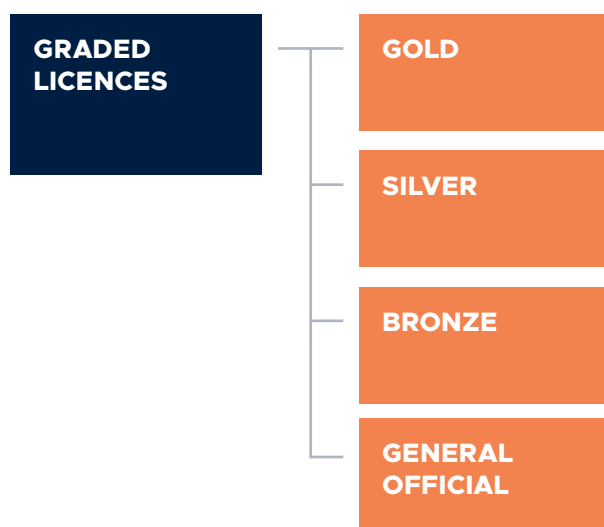 GRADED
LICENCES
GOLD
SILVER
BRONZE
GENERAL
OFFICIAL